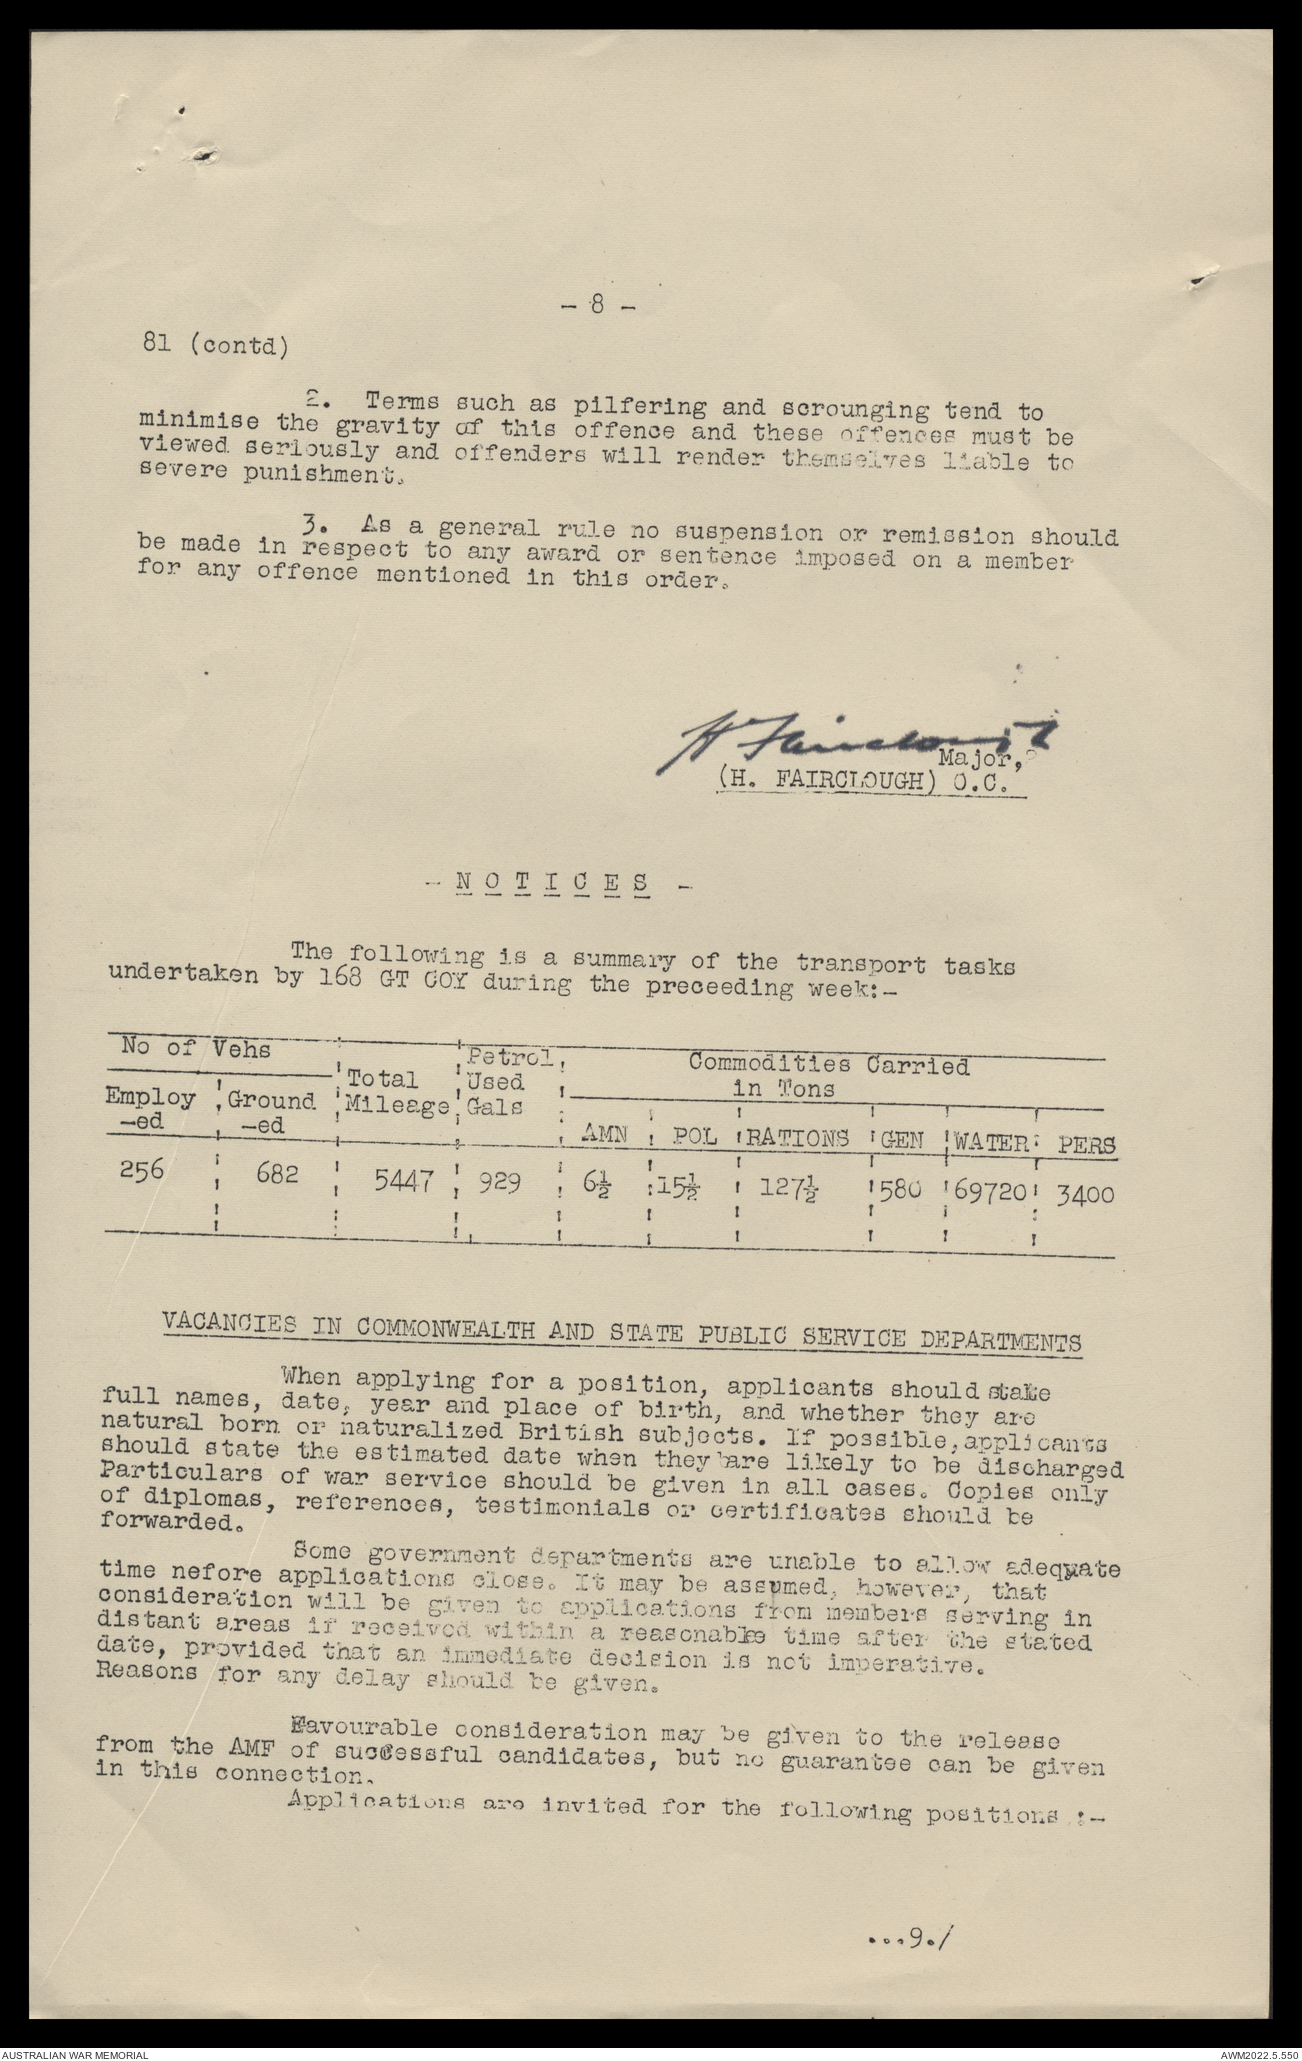 - 8 -
81 (contd)
2. Terms such as pilfering and scrounging tend to
minimise the gravity of this offence and these offences must be
viewed seriously and offenders will render themselves liable to
severe punishment.
3. As a general rule no suspension or remission should
be made in respect to any award or sentence imposed on a member
for any offence mentioned in this order.
H Fairclough
Major,
(H. FAIRCLOUGH) O.C.
- N O T I C E S -
The following is a summary of the transport tasks
undertaken by 168 GT COY during the preceeding week:-
No of Vehs Total Mileage Petrol Used Gals Commodities Carried in Tons
Employ-ed Ground-ed AMN POL RATIONS GEN WATER PERS
256 682 5447 929 6½ 15½ 127½ 580 69720 3400
VACANCIES IN COMMONWEALTH AND STATE PUBLIC SERVICE DEPARTMENTS
When applying for a position, applicants should state
full names, date, year and place of birth, and whether they are
natural born or naturalized British subjects. If possible, applicants
should state the estimated date when they are likely to be discharged
Particulars of war service should be given in all cases. Copies only
of diplomas, references, testimonials or certificates should be
forwarded.
Some government departments are unable to allow adequate
time nefore applications close. It may be assumed, however, that
consideration will be given to applications from members serving in
distant areas if received within a reasonable time after the stated
date, provided that an immediate decision is not imperative.
Reasons for any delay should be given.
Favourable consideration may be given to the release
from the AMF of successful candidates, but no guarantee can be given
in this connection.
Applications are invited for the following positions :-
...9./
AUSTRALIAN WAR MEMORIAL
AWM2022.5.550